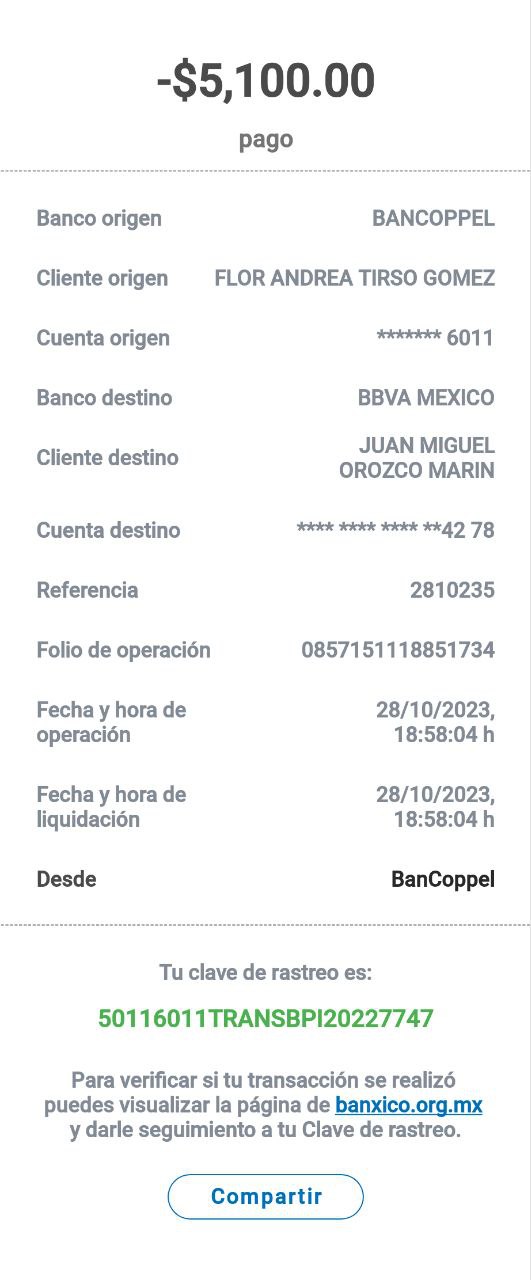 -$5,100.00
pago
Banco origen BANCOPPEL
Cliente origen FLOR ANDREA TIRSO GOMEZ
Cuenta origen ******* 6011
Banco destino BBVA MEXICO
Cliente destino JUAN MIGUEL
OROZCO MARIN
Cuenta destino **** **** **** **42 78
Referencia 2810235
Folio de operación 0857151118851734
Fecha y hora de 28/10/2023,
operación 18:58:04 h
Fecha y hora de 28/10/2023,
liquidación 18:58:04 h
Desde BanCoppel
Tu clave de rastreo es:
50116011TRANSBPI20227747
Para verificar si tu transacción se realizó
puedes visualizar la página de banxico.org.mx
y darle seguimiento a tu Clave de rastreo.
Compartir